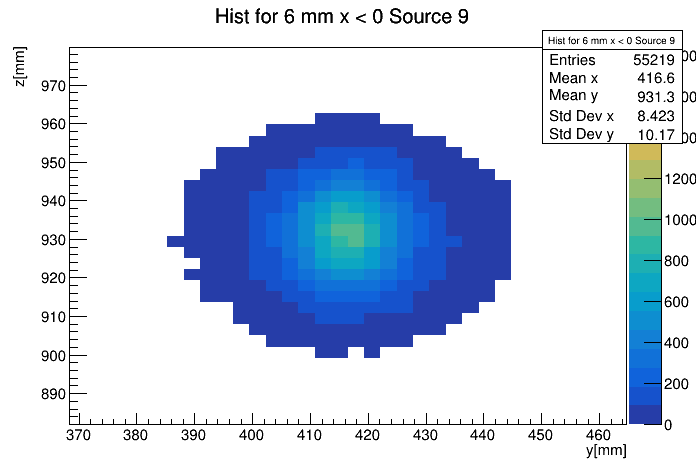 Hist for 6 mm x < 0 Source 9
z[mm]
Hist for 6 mm x < 0 Source 9
Entries 55219
Mean x 416.6
Mean y 931.3
Std Dev x 8.423
Std Dev y 10.17
970
960
950
940
930
920
910
900
890
1200
1000
800
600
400
200
0
370 380 390 400 410 420 430 440 450 460
y[mm]